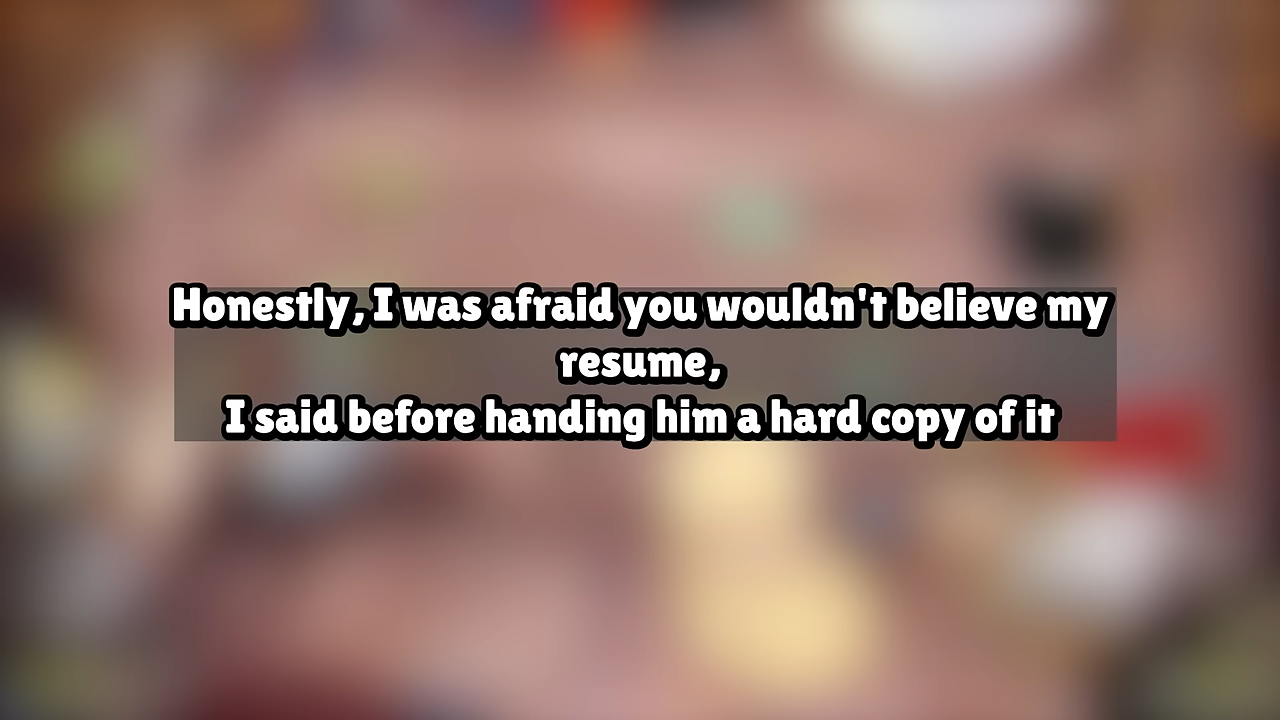 Honestly, I was afraid you wouldn't believe my
resume,
I said before handing him a hard copy of it